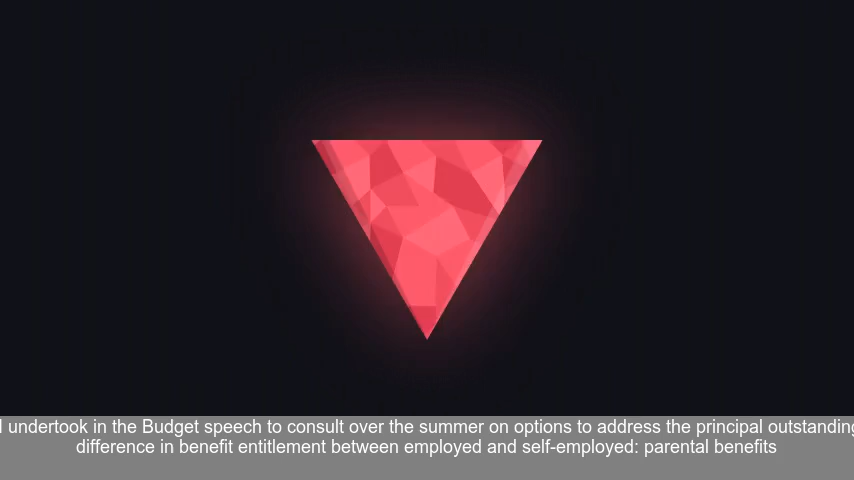 I undertook in the Budget speech to consult over the summer on options to address the principal outstanding
difference in benefit entitlement between employed and self-employed: parental benefits